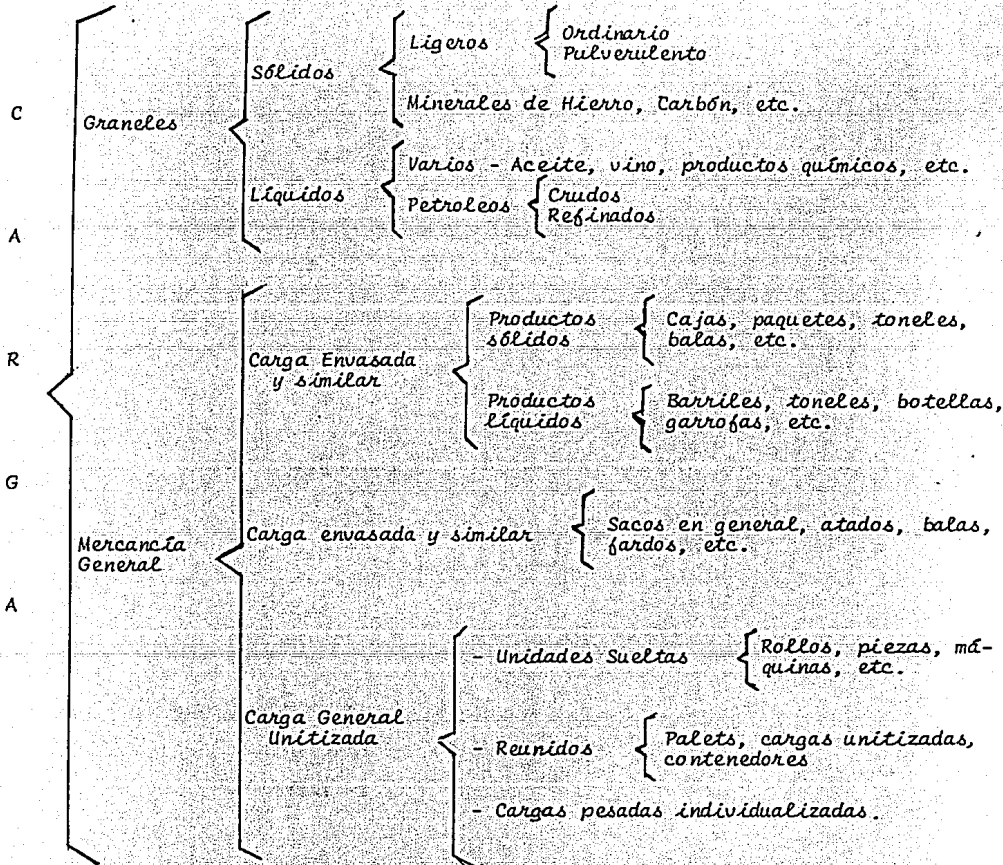 C
A
R
G
A
Graneles
Sólidos
Ligeros
Ordinario
Pulverulento
Minerales de Hierro, Carbón, etc.
Líquidos
Varios - Aceite, vino, productos químicos, etc.
Petroleos
Crudos
Refinados
Mercancía
General
Carga Envasada
y similar
Productos
sólidos
Cajas, paquetes, toneles,
balas, etc.
Productos
líquidos
Barriles, toneles, botellas,
garrofas, etc.
Carga envasada y similar
Sacos en general, atados, balas,
fardos, etc.
Carga General
Unitizada
- Unidades Sueltas
Rollos, piezas, má-
quinas, etc.
- Reunidos
Palets, cargas unitizadas,
contenedores
- Cargas pesadas individualizadas.